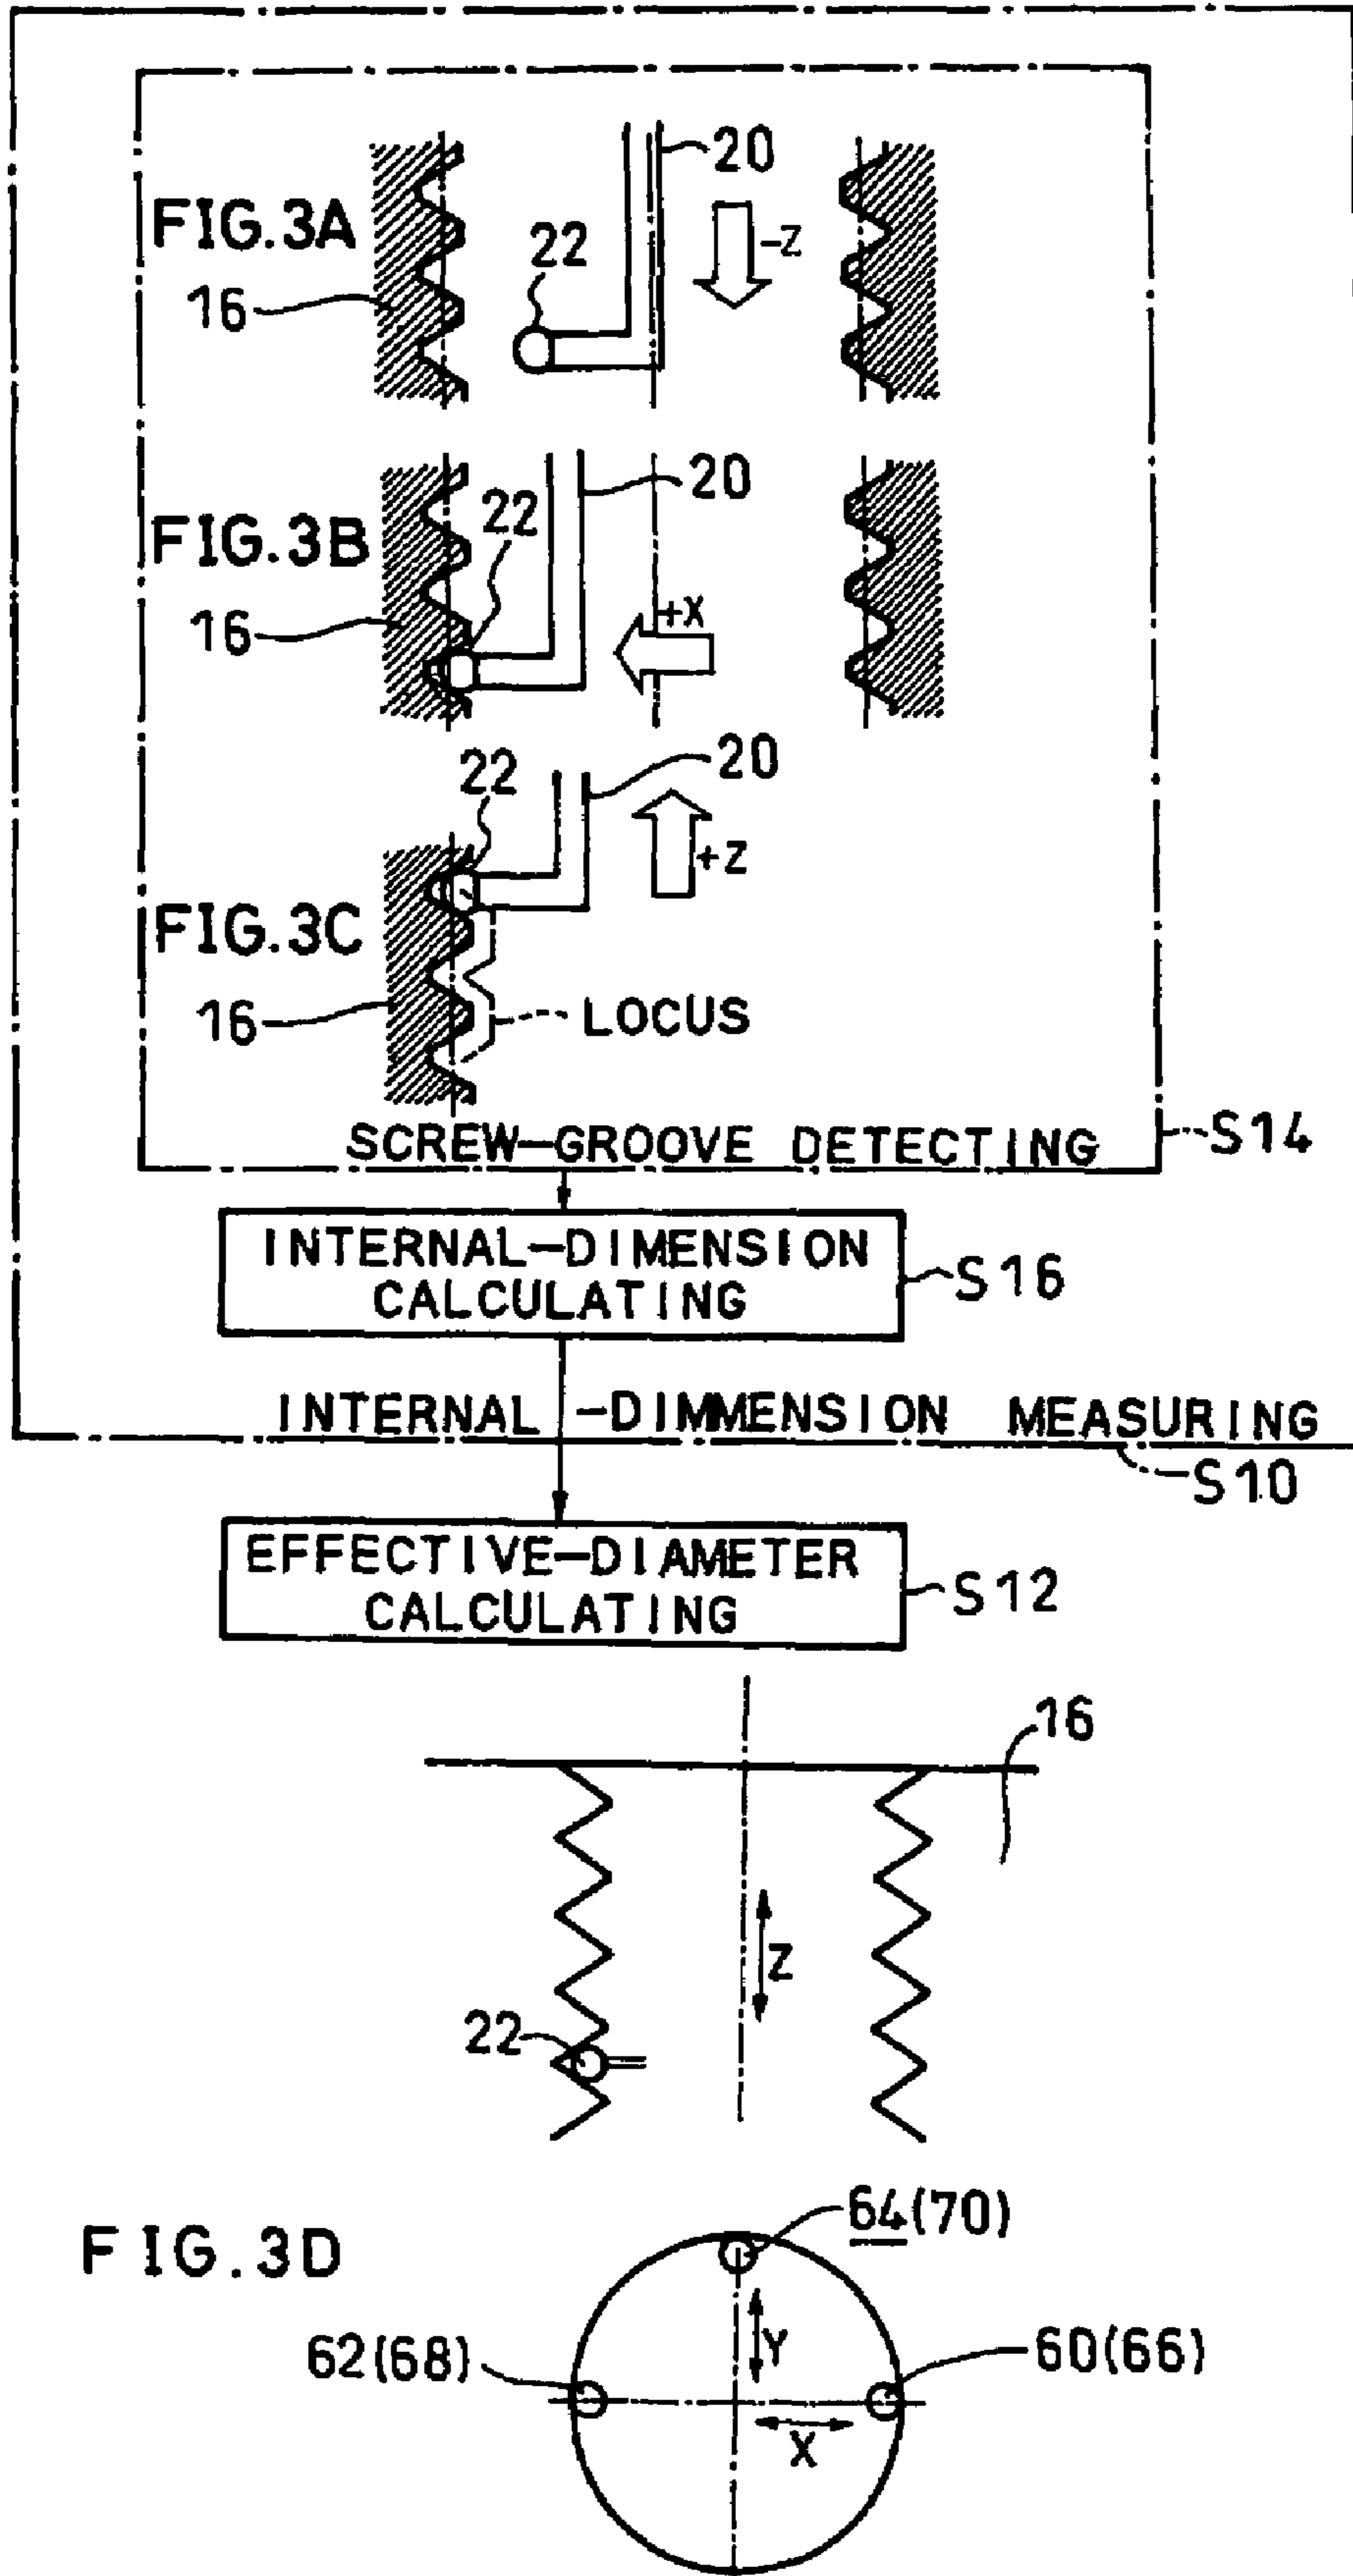 20
FIG.3A
22
-Z
16
20
22
FIG.3B
+X
16
20
22
+Z
FIG.3C
16
LOCUS
SCREW-GROOVE DETECTING
S14
INTERNAL-DIMENSION
CALCULATING
S16
INTERNAL-DIMMENSION MEASURING
S10
EFFECTIVE-DIAMETER
CALCULATING
S12
16
Z
22
64(70)
FIG.3D
Y
62(68)
60(66)
X